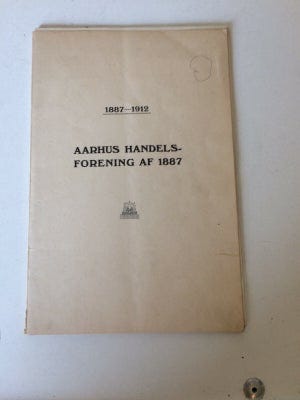 1887—1912
AARHUS HANDELS-
FORENING AF 1887